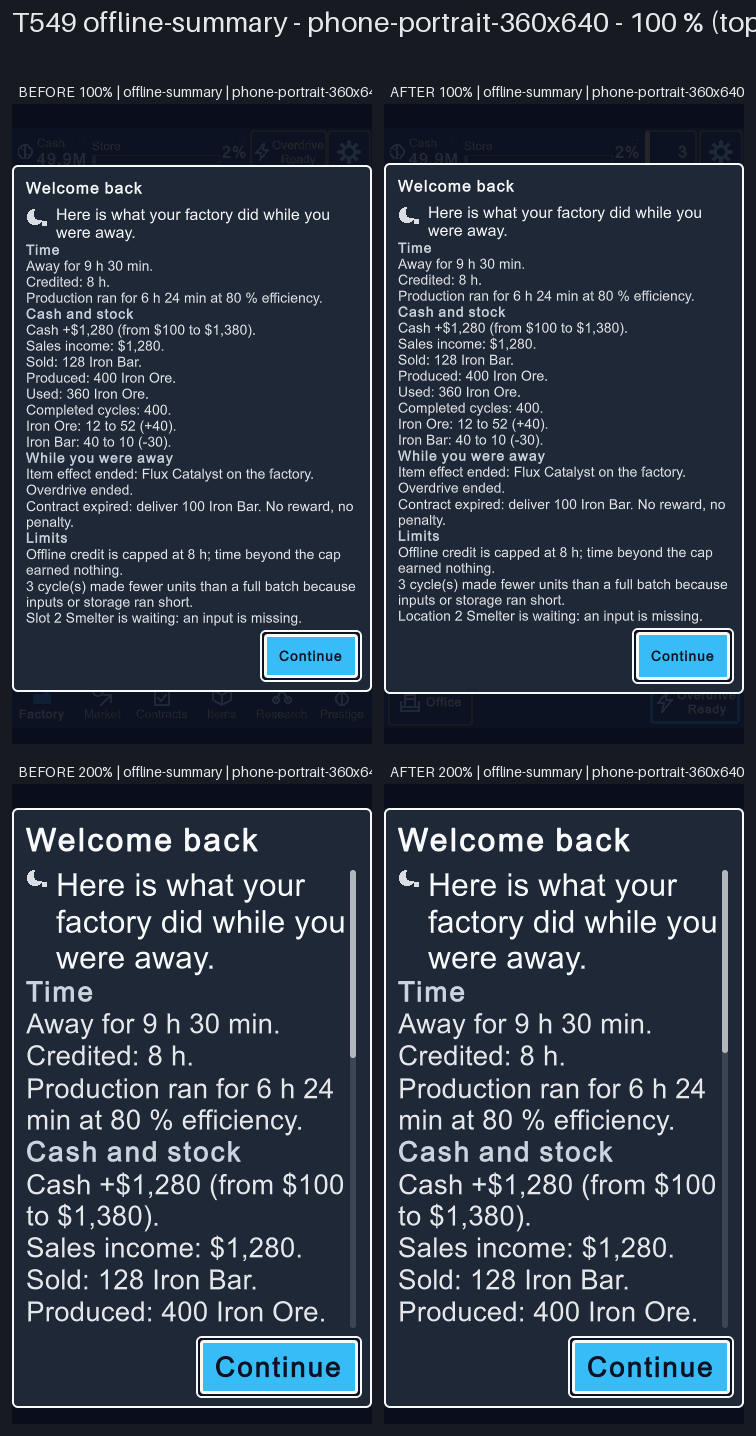 T549 offline-summary - phone-portrait-360x640 - 100 % (top
BEFORE 100% | offline-summary | phone-portrait-360x64
Cash
49.9M
Store
2%
Overdrive
Ready
Welcome back
Here is what your factory did while you
were away.
Time
Away for 9 h 30 min.
Credited: 8 h.
Production ran for 6 h 24 min at 80 % efficiency.
Cash and stock
Cash +$1,280 (from $100 to $1,380).
Sales income: $1,280.
Sold: 128 Iron Bar.
Produced: 400 Iron Ore.
Used: 360 Iron Ore.
Completed cycles: 400.
Iron Ore: 12 to 52 (+40).
Iron Bar: 40 to 10 (-30).
While you were away
Item effect ended: Flux Catalyst on the factory.
Overdrive ended.
Contract expired: deliver 100 Iron Bar. No reward, no
penalty.
Limits
Offline credit is capped at 8 h; time beyond the cap
earned nothing.
3 cycle(s) made fewer units than a full batch because
inputs or storage ran short.
Slot 2 Smelter is waiting: an input is missing.
Continue
Factory Market Contracts Items Research Prestige
AFTER 100% | offline-summary | phone-portrait-360x640
Cash
49.9M
Store
2%
3
Welcome back
Here is what your factory did while you
were away.
Time
Away for 9 h 30 min.
Credited: 8 h.
Production ran for 6 h 24 min at 80 % efficiency.
Cash and stock
Cash +$1,280 (from $100 to $1,380).
Sales income: $1,280.
Sold: 128 Iron Bar.
Produced: 400 Iron Ore.
Used: 360 Iron Ore.
Completed cycles: 400.
Iron Ore: 12 to 52 (+40).
Iron Bar: 40 to 10 (-30).
While you were away
Item effect ended: Flux Catalyst on the factory.
Overdrive ended.
Contract expired: deliver 100 Iron Bar. No reward, no
penalty.
Limits
Offline credit is capped at 8 h; time beyond the cap
earned nothing.
3 cycle(s) made fewer units than a full batch because
inputs or storage ran short.
Location 2 Smelter is waiting: an input is missing.
Continue
Office
Overdrive
Ready
BEFORE 200% | offline-summary | phone-portrait-360x64
Welcome back
Here is what your
factory did while you
were away.
Time
Away for 9 h 30 min.
Credited: 8 h.
Production ran for 6 h 24
min at 80 % efficiency.
Cash and stock
Cash +$1,280 (from $100
to $1,380).
Sales income: $1,280.
Sold: 128 Iron Bar.
Produced: 400 Iron Ore.
Continue
AFTER 200% | offline-summary | phone-portrait-360x640
Welcome back
Here is what your
factory did while you
were away.
Time
Away for 9 h 30 min.
Credited: 8 h.
Production ran for 6 h 24
min at 80 % efficiency.
Cash and stock
Cash +$1,280 (from $100
to $1,380).
Sales income: $1,280.
Sold: 128 Iron Bar.
Produced: 400 Iron Ore.
Continue